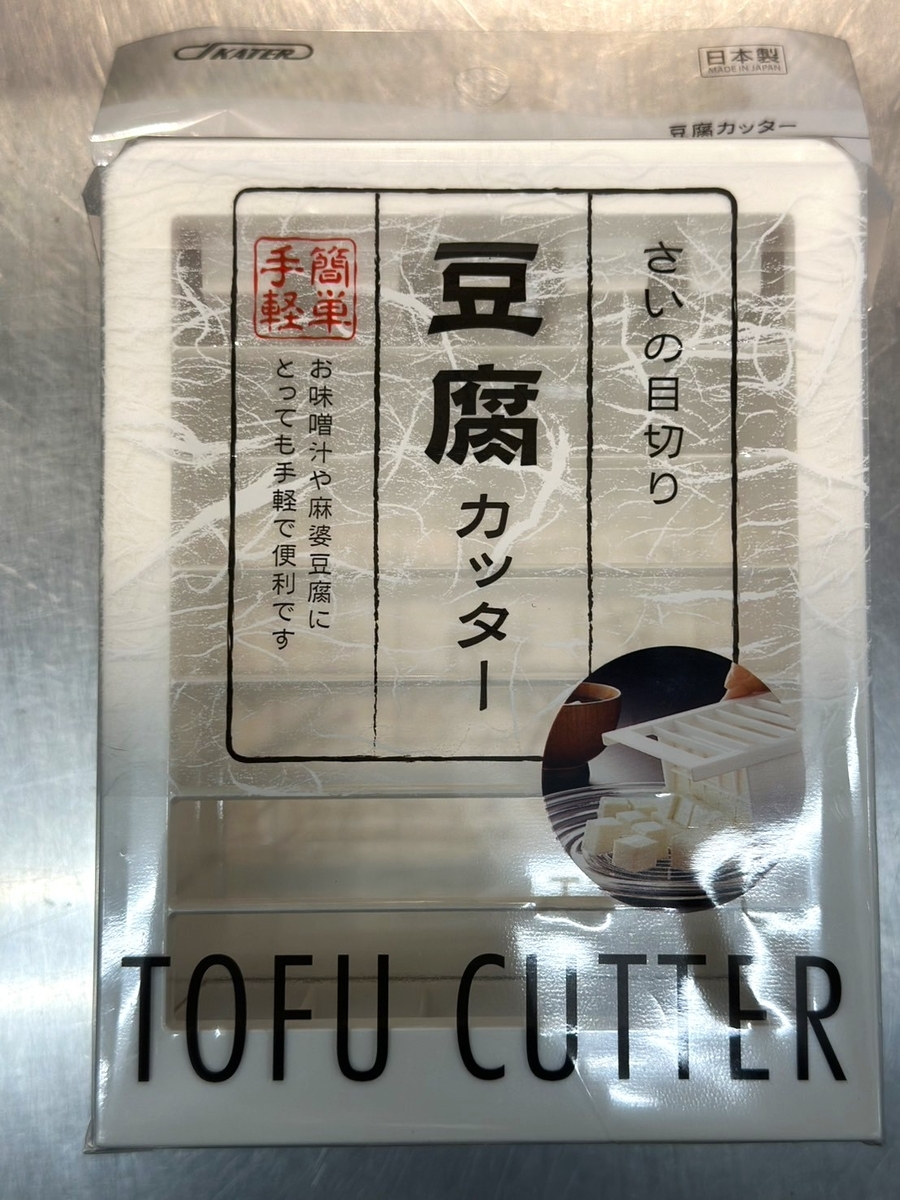 SKATER
日本製
MADE IN JAPAN
豆腐カッター
さいの目切り
豆腐カッター
簡単
手軽
お味噌汁や麻婆豆腐に
とっても手軽で便利です
TOFU CUTTER